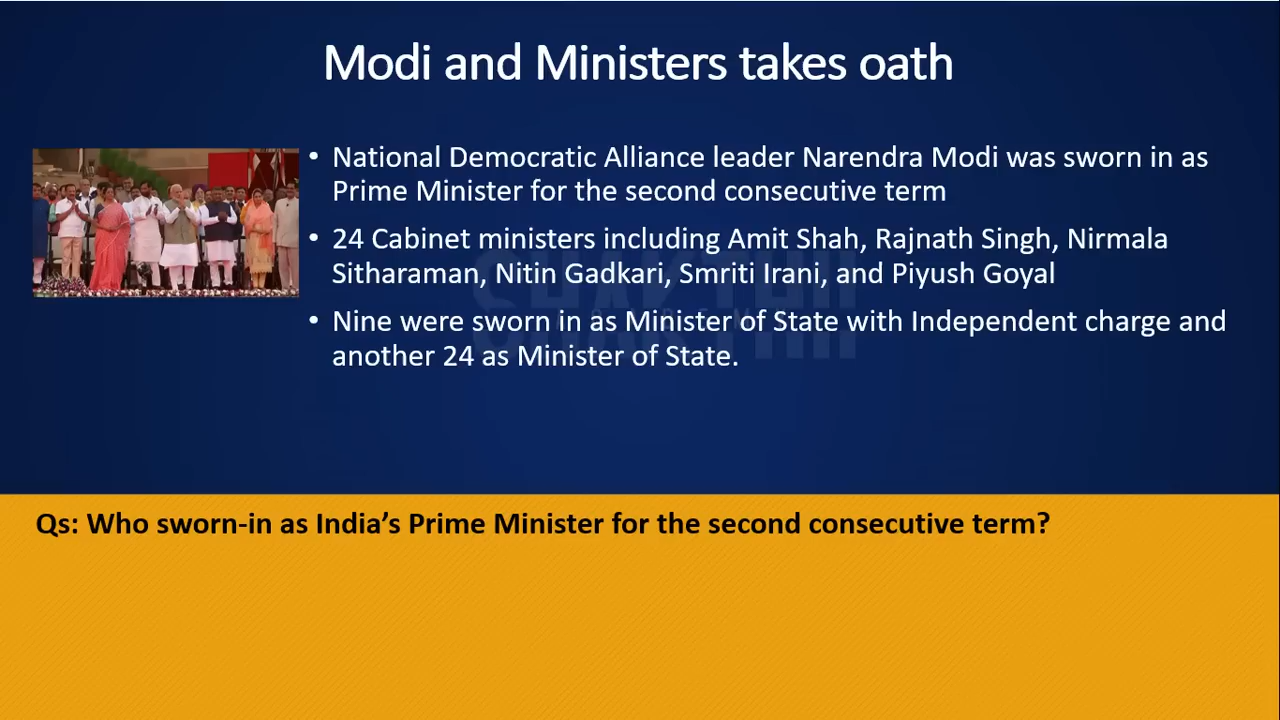 Modi and Ministers takes oath
• National Democratic Alliance leader Narendra Modi was sworn in as
Prime Minister for the second consecutive term
• 24 Cabinet ministers including Amit Shah, Rajnath Singh, Nirmala
Sitharaman, Nitin Gadkari, Smriti Irani, and Piyush Goyal
• Nine were sworn in as Minister of State with Independent charge and
another 24 as Minister of State.
Qs: Who sworn-in as India’s Prime Minister for the second consecutive term?